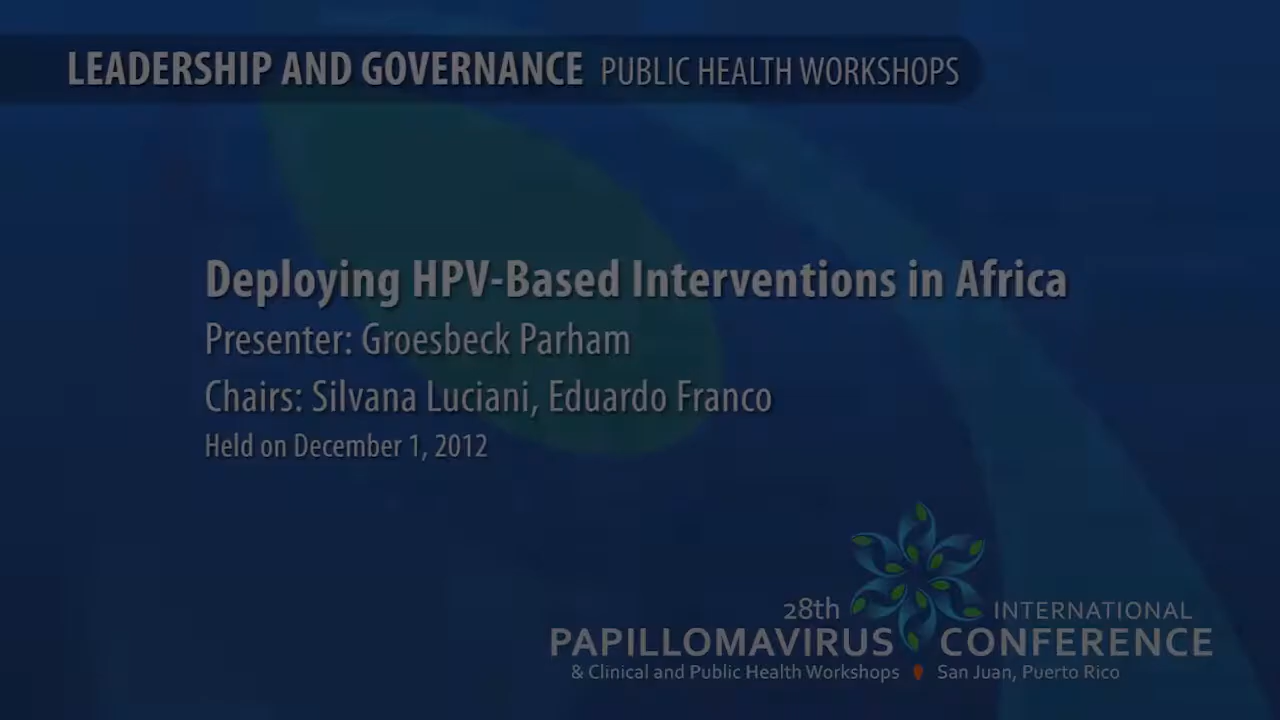 LEADERSHIP AND GOVERNANCE PUBLIC HEALTH WORKSHOPS
Deploying HPV-Based Interventions in Africa
Presenter: Groesbeck Parham
Chairs: Silvana Luciani, Eduardo Franco
Held on December 1, 2012
28th INTERNATIONAL
PAPILLOMAVIRUS CONFERENCE
& Clinical and Public Health Workshops San Juan, Puerto Rico